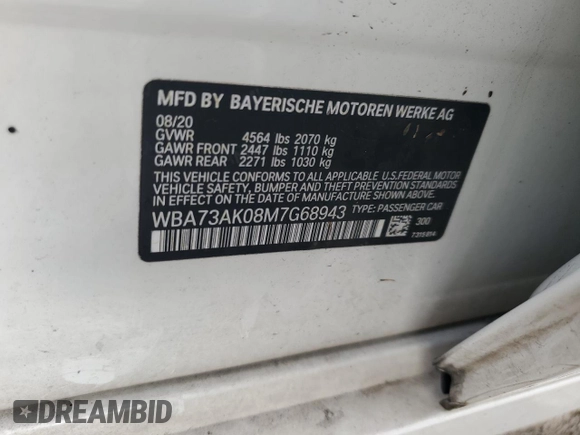 MFD BY BAYERISCHE MOTOREN WERKE AG
08/20
GVWR 4564 lbs 2070 kg
GAWR FRONT 2447 lbs 1110 kg
GAWR REAR 2271 lbs 1030 kg
THIS VEHICLE CONFORMS TO ALL APPLICABLE U.S.FEDERAL MOTOR
VEHICLE SAFETY, BUMPER AND THEFT PREVENTION STANDARDS
IN EFFECT ON THE DATE OF MANUFACTURE SHOWN ABOVE.
WBA73AK08M7G68943 TYPE: PASSENGER CAR
300
DREAMBID